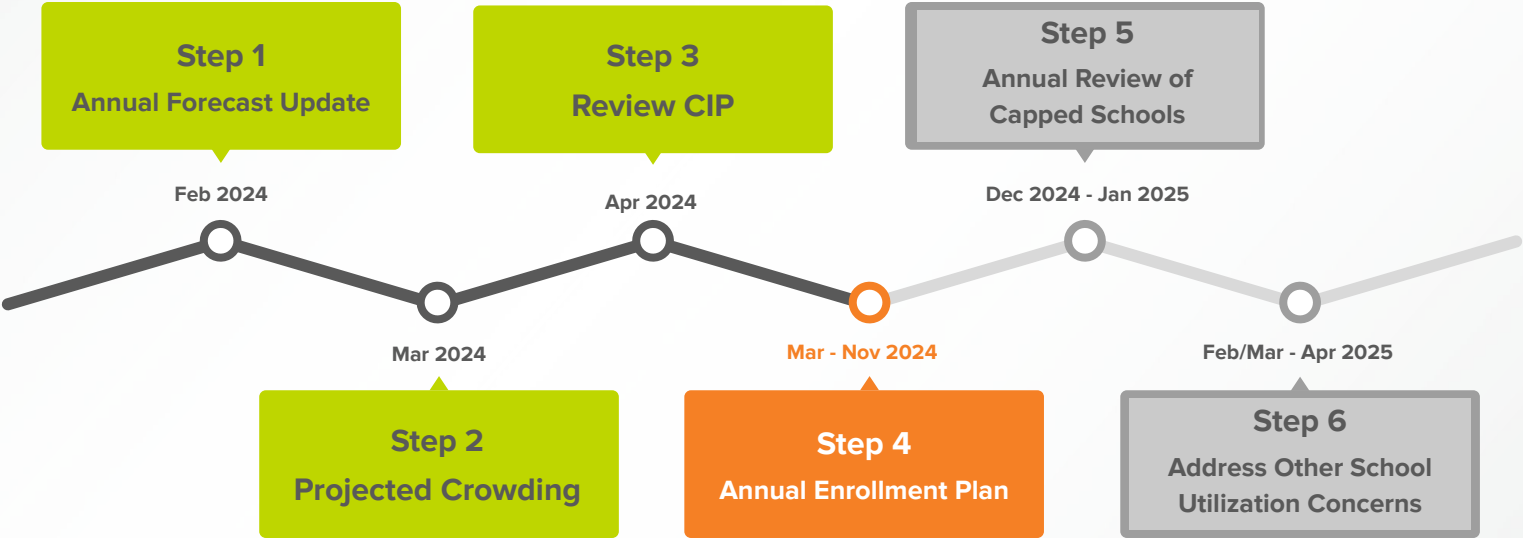 Step 1
Annual Forecast Update
Feb 2024
Mar 2024
Step 2
Projected Crowding
Step 3
Review CIP
Apr 2024
Mar - Nov 2024
Step 4
Annual Enrollment Plan
Step 5
Annual Review of
Capped Schools
Dec 2024 - Jan 2025
Feb/Mar - Apr 2025
Step 6
Address Other School
Utilization Concerns